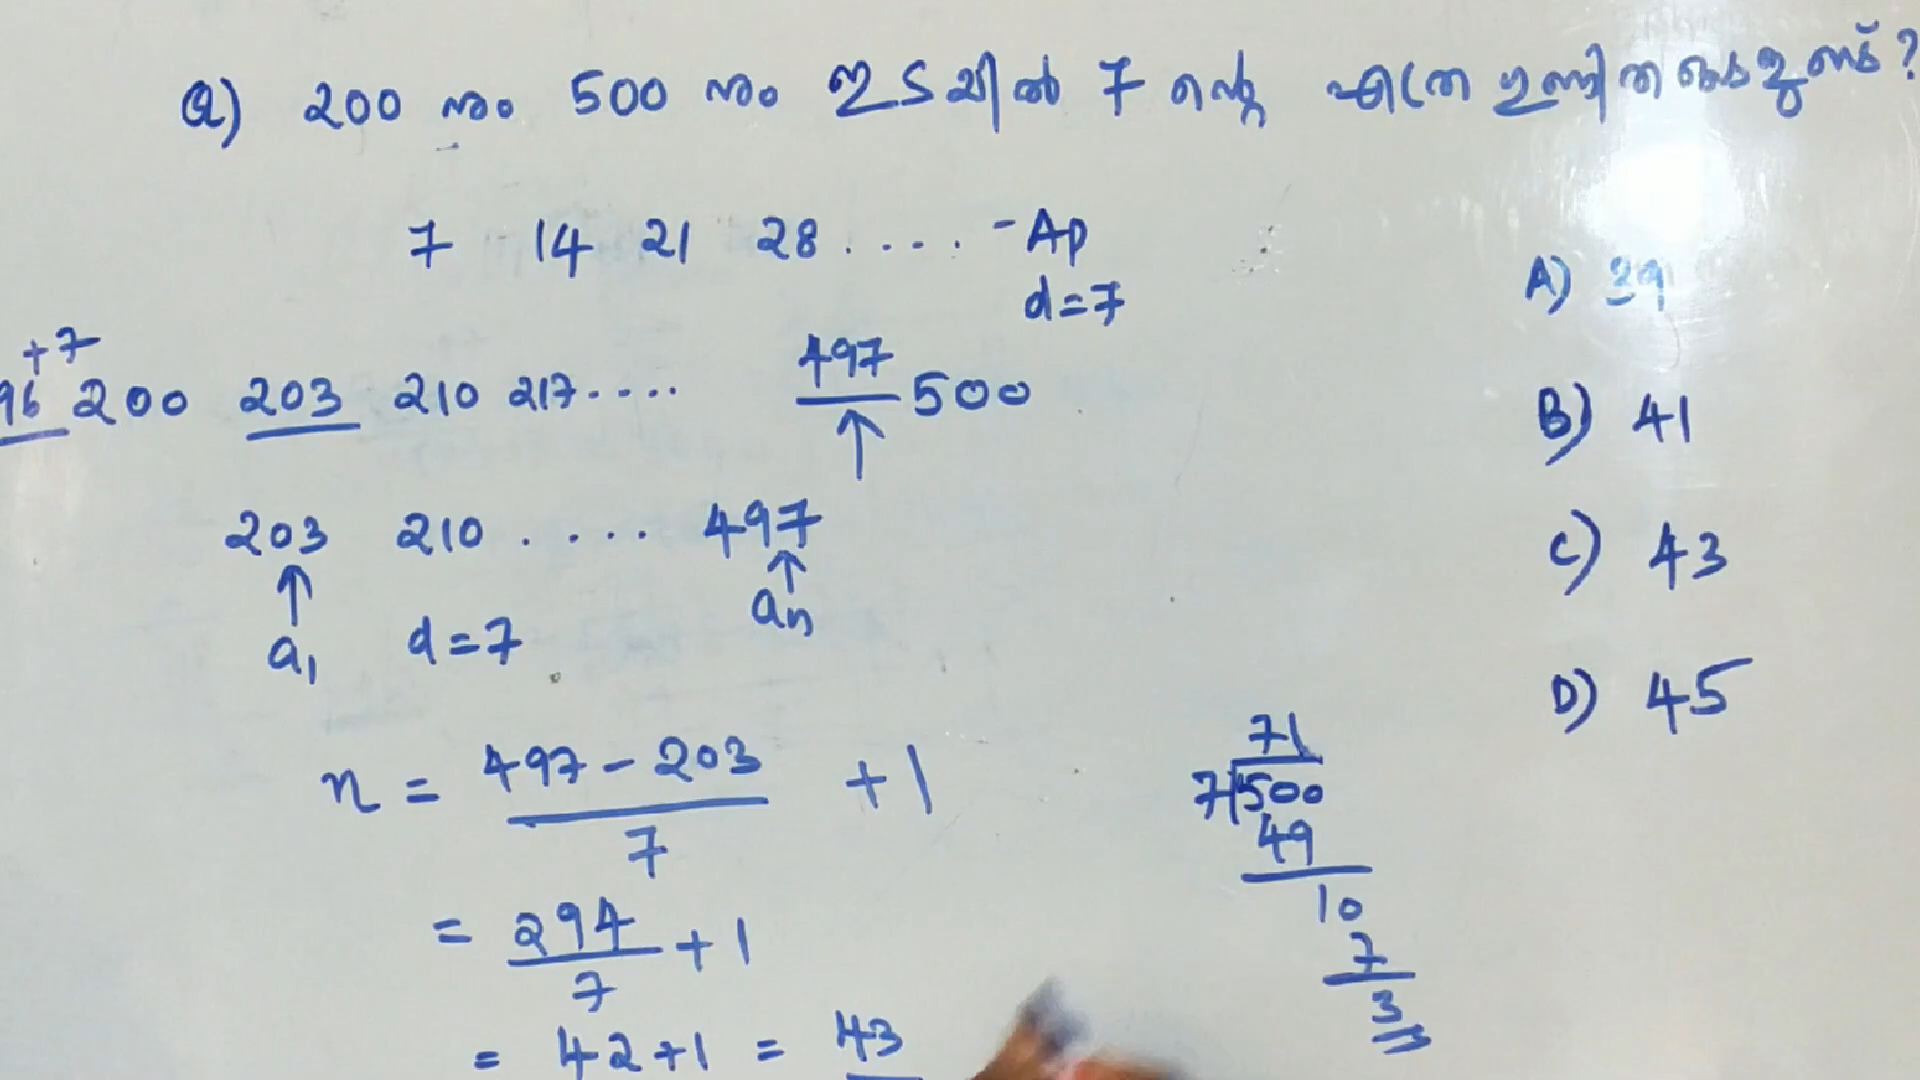 Q) 200 നും 500 നും ഇടയിൽ 7 ന്റെ എത്ര ഗുണിതങ്ങളുണ്ട്?
7 14 21 28 .... - AP
d=7
+7
96 200 203 210 217.... 497 500
203 210 ..... 497
a₁ d=7 aₙ
n = 497-203 / 7 + 1
= 294 / 7 + 1
= 42+1 = 43
A) 39
B) 41
C) 43
D) 45
71
7 500
49
10
7
3